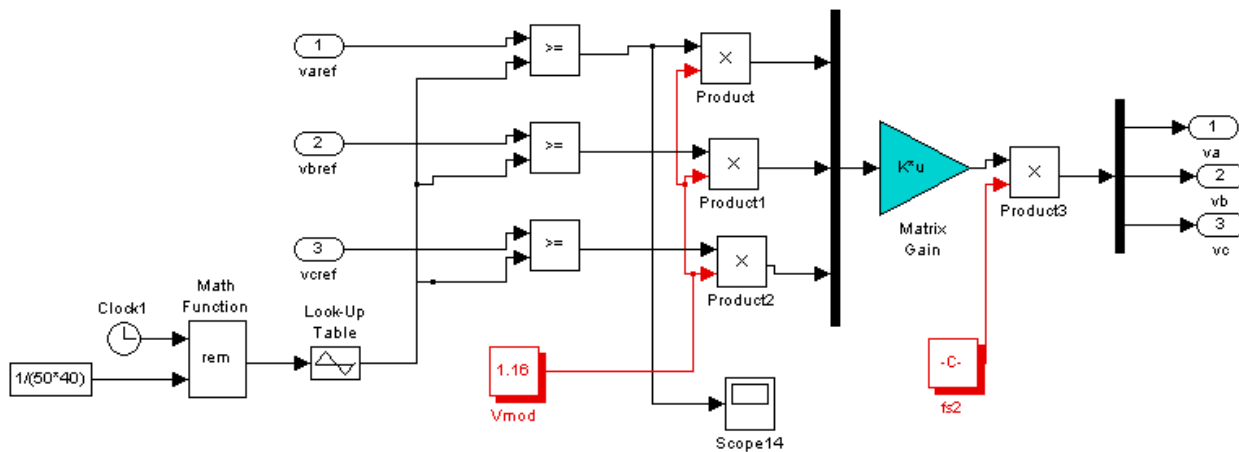 1
varef
>=
×
Product
2
vbref
>=
×
Product1
K*u
Matrix
Gain
×
Product3
1
va
2
vb
3
vc
3
vcref
>=
×
Product2
Clock1
Math
Function
rem
Look-Up
Table
1/(50*40)
1.16
Vmod
Scope14
-C-
fs2